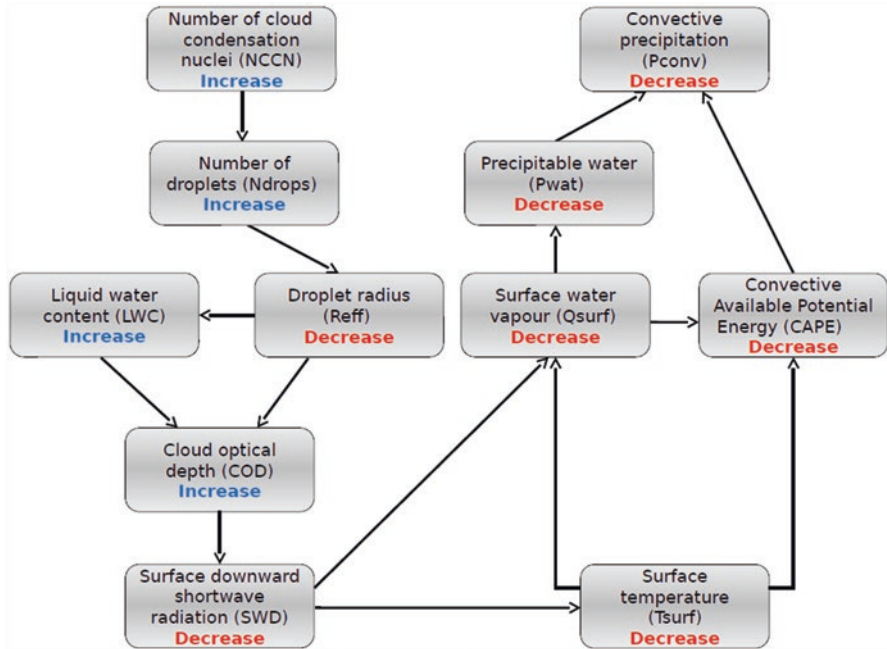 Number of cloud
condensation
nuclei (NCCN)
Increase
Number of
droplets (Ndrops)
Increase
Liquid water
content (LWC)
Increase
Droplet radius
(Reff)
Decrease
Cloud optical
depth (COD)
Increase
Surface downward
shortwave
radiation (SWD)
Decrease
Convective
precipitation
(Pconv)
Decrease
Precipitable water
(Pwat)
Decrease
Surface water
vapour (Qsurf)
Decrease
Convective
Available Potential
Energy (CAPE)
Decrease
Surface
temperature
(Tsurf)
Decrease